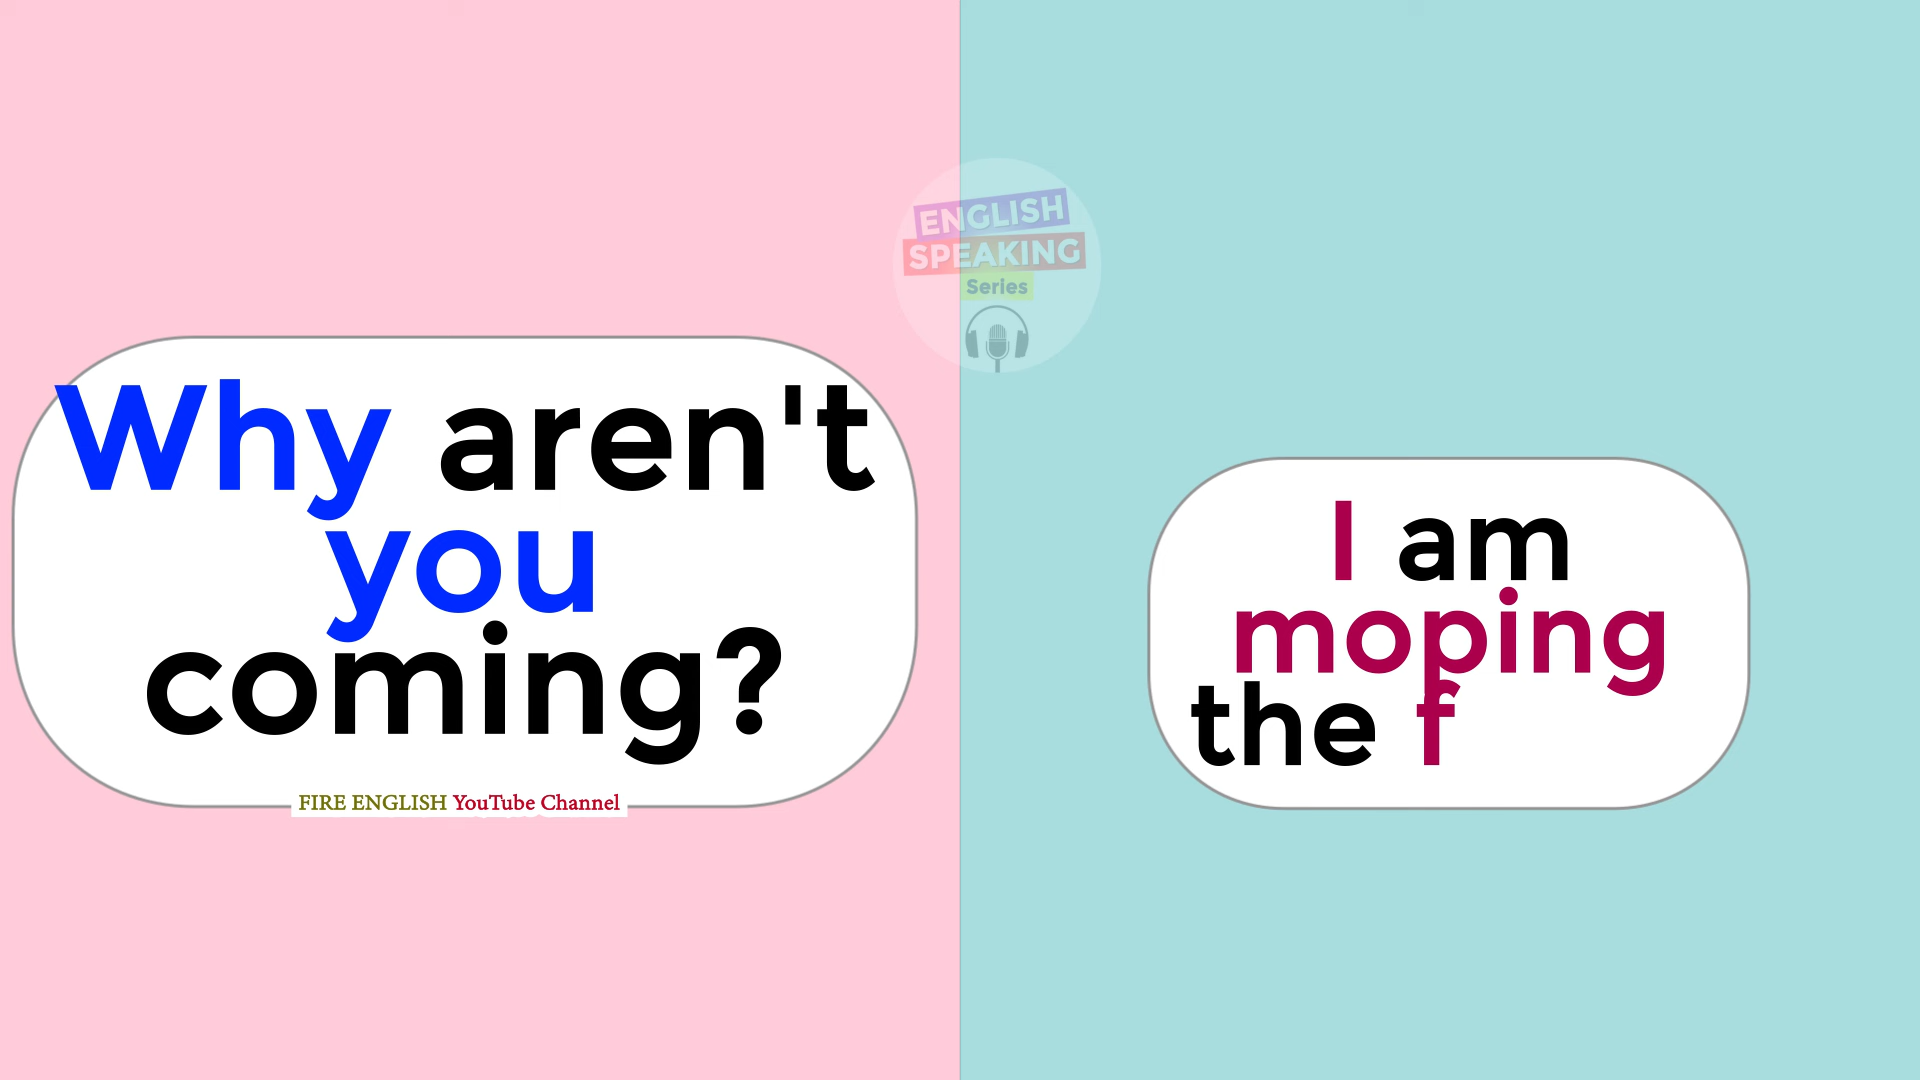 ENGLISH
SPEAKING
Series
Why aren't
you
coming?
FIRE ENGLISH YouTube Channel
I am
moping
the f